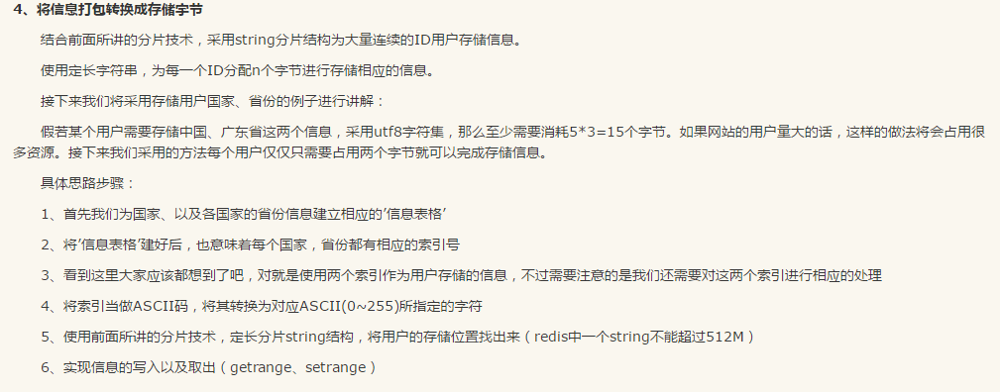 4、将信息打包转换成存储字节
结合前面所讲的分片技术，采用string分片结构为大量连续的ID用户存储信息。
使用定长字符串，为每一个ID分配n个字节进行存储相应的信息。
接下来我们将采用存储用户国家、省份的例子进行讲解：
假若某个用户需要存储中国、广东省这两个信息，采用utf8字符集，那么至少需要消耗5*3=15个字节。如果网站的用户量大的话，这样的做法将会占用很
多资源。接下来我们采用的方法每个用户仅仅只需要占用两个字节就可以完成存储信息。
具体思路步骤：
1、首先我们为国家、以及各国家的省份信息建立相应的’信息表格’
2、将’信息表格’建好后，也意味着每个国家，省份都有相应的索引号
3、看到这里大家应该都想到了吧，对就是使用两个索引作为用户存储的信息，不过需要注意的是我们还需要对这两个索引进行相应的处理
4、将索引当做ASCII码，将其转换为对应ASCII(0~255)所指定的字符
5、使用前面所讲的分片技术，定长分片string结构，将用户的存储位置找出来（redis中一个string不能超过512M）
6、实现信息的写入以及取出（getrange、setrange）